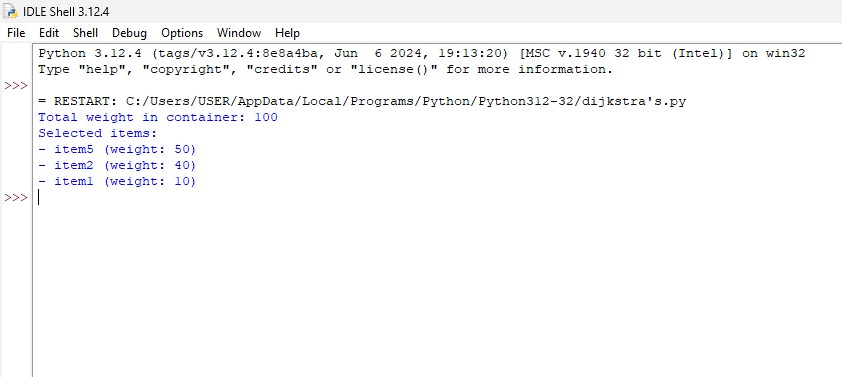 IDLE Shell 3.12.4
File Edit Shell Debug Options Window Help
Python 3.12.4 (tags/v3.12.4:8e8a4ba, Jun  6 2024, 19:13:20) [MSC v.1940 32 bit (Intel)] on win32
Type "help", "copyright", "credits" or "license()" for more information.
>>>
= RESTART: C:/Users/USER/AppData/Local/Programs/Python/Python312-32/dijkstra's.py
Total weight in container: 100
Selected items:
- item5 (weight: 50)
- item2 (weight: 40)
- item1 (weight: 10)
>>>